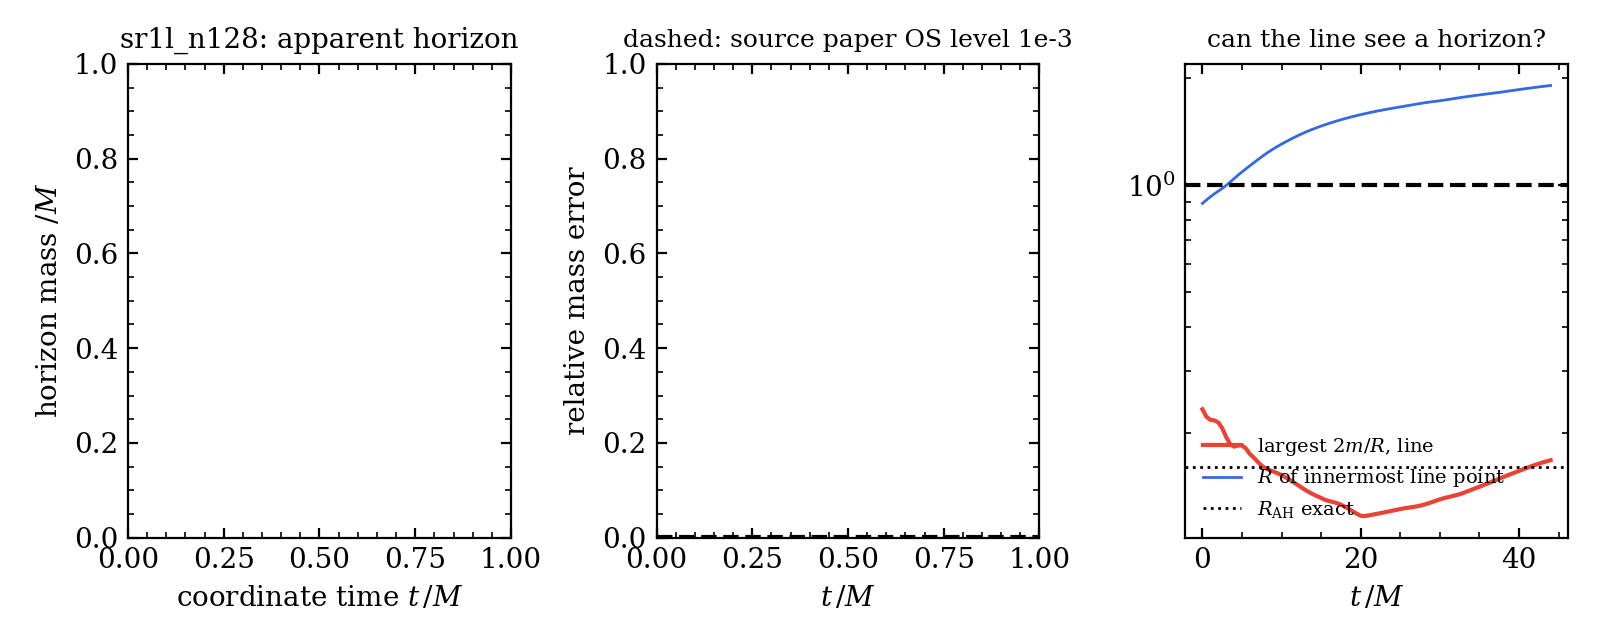 sr1l_n128: apparent horizon
horizon mass /M
1.0
0.8
0.6
0.4
0.2
0.0
0.00 0.25 0.50 0.75 1.00
coordinate time t/M
dashed: source paper OS level 1e-3
relative mass error
1.0
0.8
0.6
0.4
0.2
0.0
0.00 0.25 0.50 0.75 1.00
t/M
can the line see a horizon?
10⁰
largest 2m/R, line
R of innermost line point
R_AH exact
0 20 40
t/M